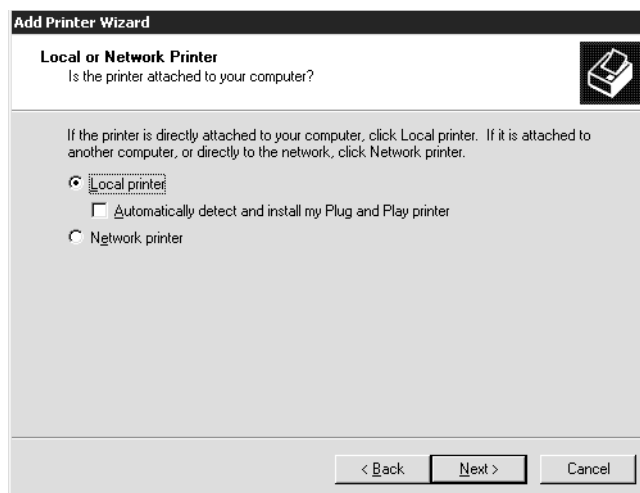 Add Printer Wizard
Local or Network Printer
Is the printer attached to your computer?
If the printer is directly attached to your computer, click Local printer. If it is attached to
another computer, or directly to the network, click Network printer.
Local printer
Automatically detect and install my Plug and Play printer
Network printer
< Back
Next >
Cancel